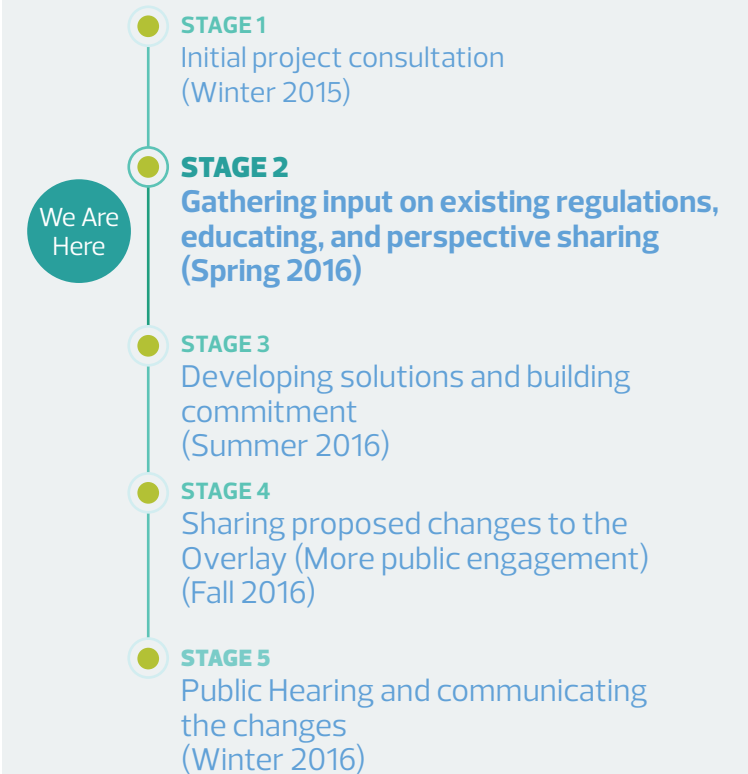 STAGE 1
Initial project consultation
(Winter 2015)
STAGE 2
Gathering input on existing regulations,
educating, and perspective sharing
(Spring 2016)
We Are
Here
STAGE 3
Developing solutions and building
commitment
(Summer 2016)
STAGE 4
Sharing proposed changes to the
Overlay (More public engagement)
(Fall 2016)
STAGE 5
Public Hearing and communicating
the changes
(Winter 2016)